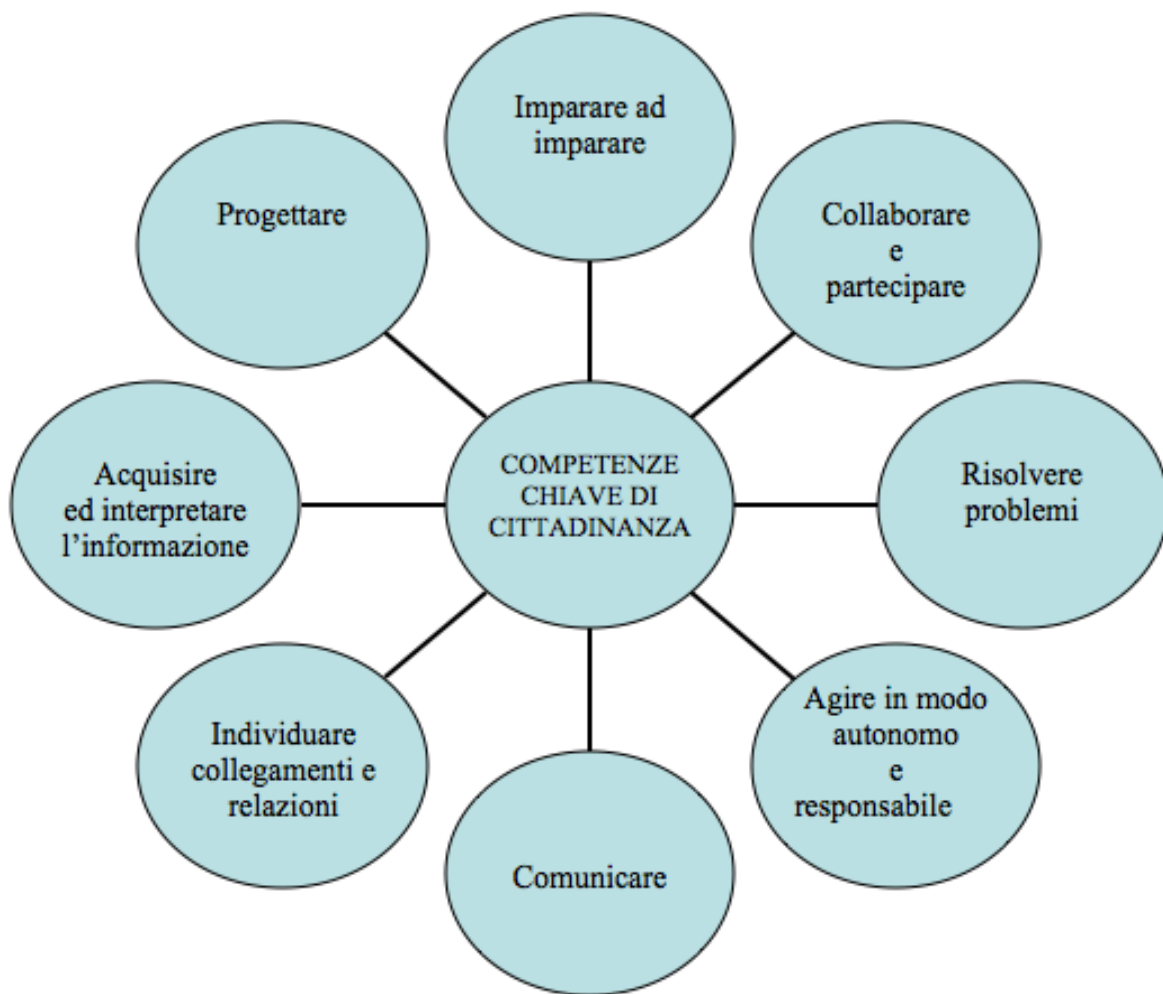 Imparare ad
imparare
Progettare
Collaborare
e
partecipare
Acquisire
ed interpretare
l’informazione
COMPETENZE
CHIAVE DI
CITTADINANZA
Risolvere
problemi
Individuare
collegamenti e
relazioni
Agire in modo
autonomo
e
responsabile
Comunicare